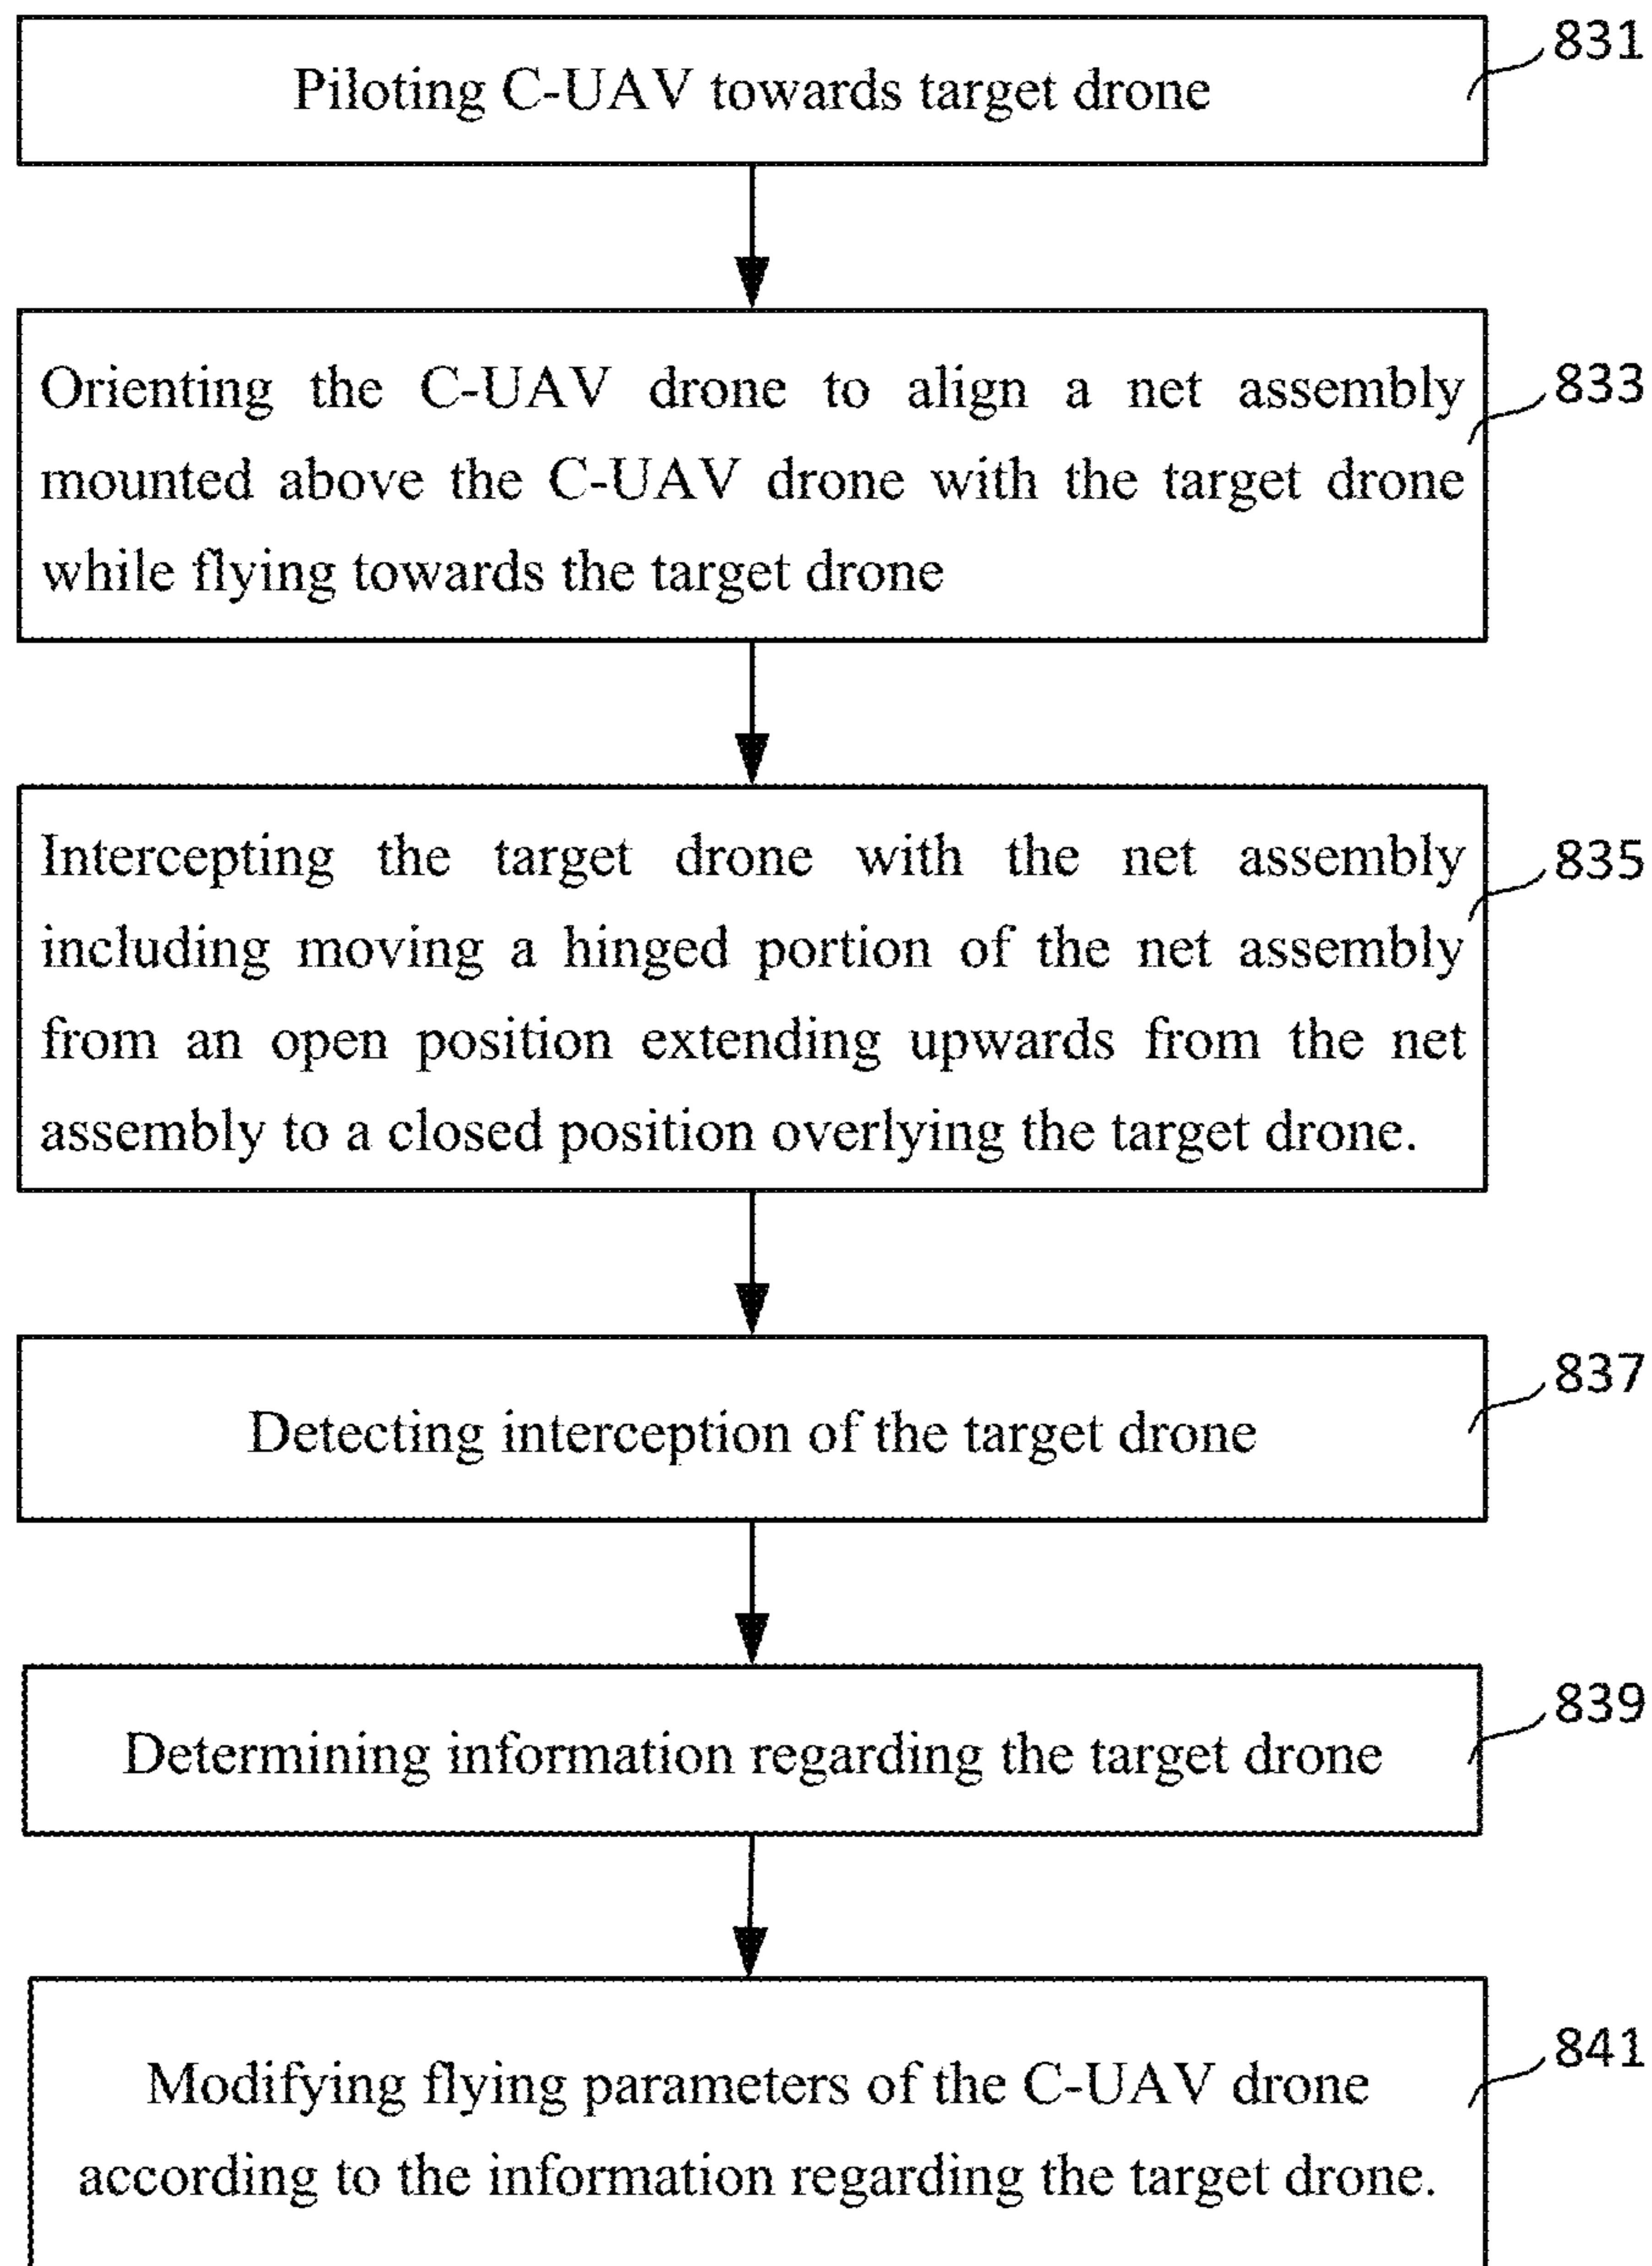 831
Piloting C-UAV towards target drone
833
Orienting the C-UAV drone to align a net assembly
mounted above the C-UAV drone with the target drone
while flying towards the target drone
835
Intercepting the target drone with the net assembly
including moving a hinged portion of the net assembly
from an open position extending upwards from the net
assembly to a closed position overlying the target drone.
837
Detecting interception of the target drone
839
Determining information regarding the target drone
841
Modifying flying parameters of the C-UAV drone
according to the information regarding the target drone.